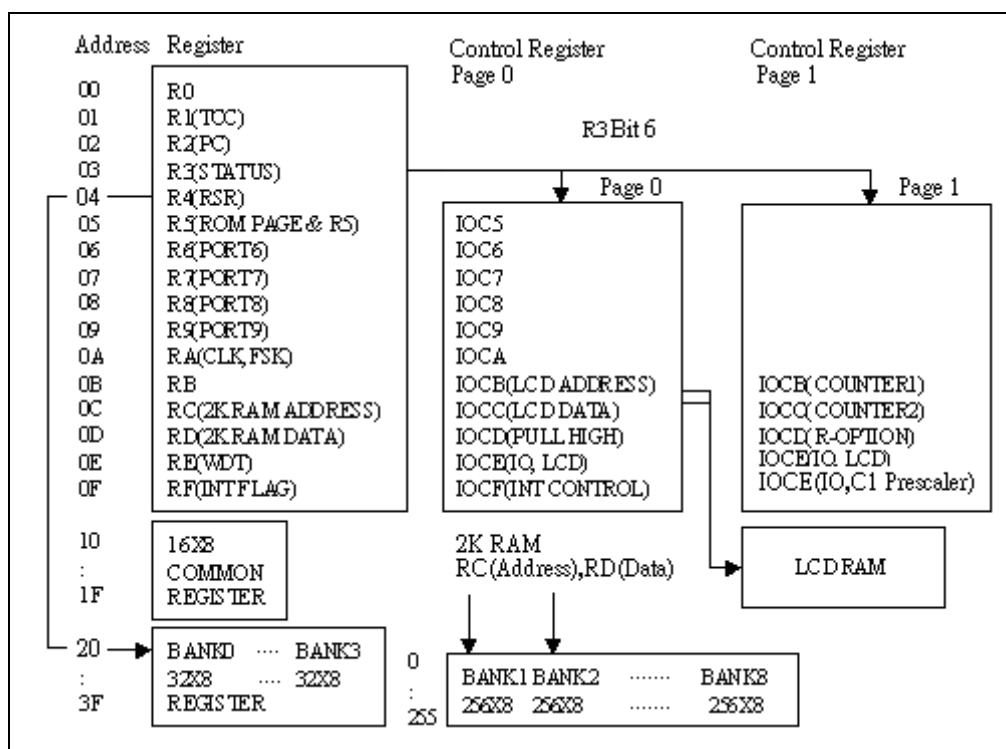 Address Register
Control Register
Page 0
Control Register
Page 1
00 R0
01 R1(TCC)
R3 Bit 6
02 R2(PC)
03 R3(STATUS)
04 R4(RSR)
Page 0
Page 1
05 R5(ROM PAGE & R5) IOC5
06 R6(PORT6) IOC6
07 R7(PORT7) IOC7
08 R8(PORT8) IOC8
09 R9(PORT9) IOC9
0A RA(CLK,FSK) IOCA
0B RB IOCB(LCD ADDRESS) IOCB(COUNTER1)
0C RC(2K RAM ADDRESS) IOCC(LCD DATA) IOCC(COUNTER2)
0D RD(2K RAM DATA) IOCD(PULL HIGH) IOCD(R-OPTION)
0E RE(WDT) IOCE(IO, LCD) IOCE(IO, LCD)
0F RF(INT FLAG) IOCF(INT CONTROL) IOCE(IO,C1 Prescaler)
10 16X8
: COMMON
1F REGISTER
2K RAM
RC(Address),RD(Data)
LCD RAM
20 BANK0 .... BANK3
: 32X8 .... 32X8
3F REGISTER
0
:
255
BANK1 BANK2 ....... BANK8
256X8 256X8 ....... 256X8